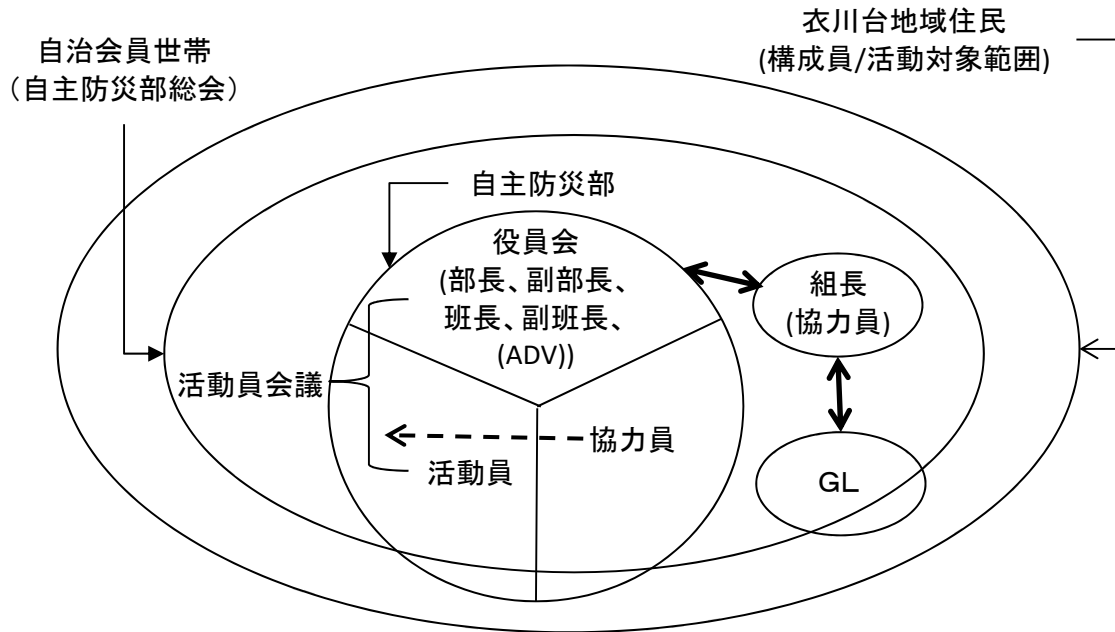 衣川台地域住民
(構成員/活動対象範囲)
自治会員世帯
（自主防災部総会）
自主防災部
役員会
(部長、副部長、
班長、副班長、
(ADV))
組長
(協力員)
活動員会議
協力員
活動員
GL